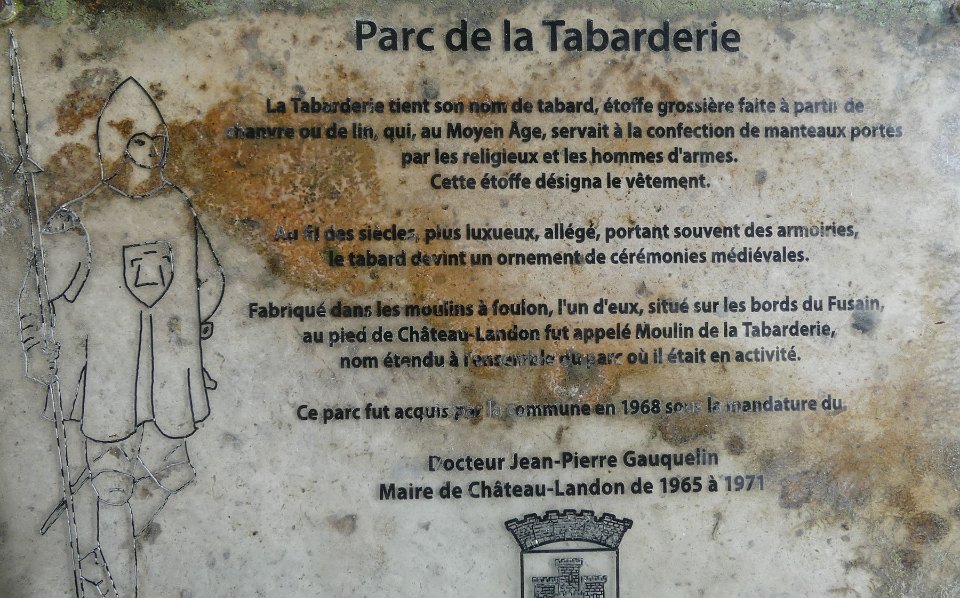 Parc de la Tabarderie
La Tabarderie tient son nom de tabard, étoffe grossière faite à partir de
chanvre ou de lin, qui, au Moyen Âge, servait à la confection de manteaux portés
par les religieux et les hommes d'armes.
Cette étoffe désigna le vêtement.
Au fil des siècles, plus luxueux, allégé, portant souvent des armoiries,
le tabard devint un ornement de cérémonies médiévales.
Fabriqué dans les moulins à foulon, l'un d'eux, situé sur les bords du Fusain,
au pied de Château-Landon fut appelé Moulin de la Tabarderie,
nom étendu à l'ensemble du parc où il était en activité.
Ce parc fut acquis par la commune en 1968 sous la mandature du
Docteur Jean-Pierre Gauquelin
Maire de Château-Landon de 1965 à 1971